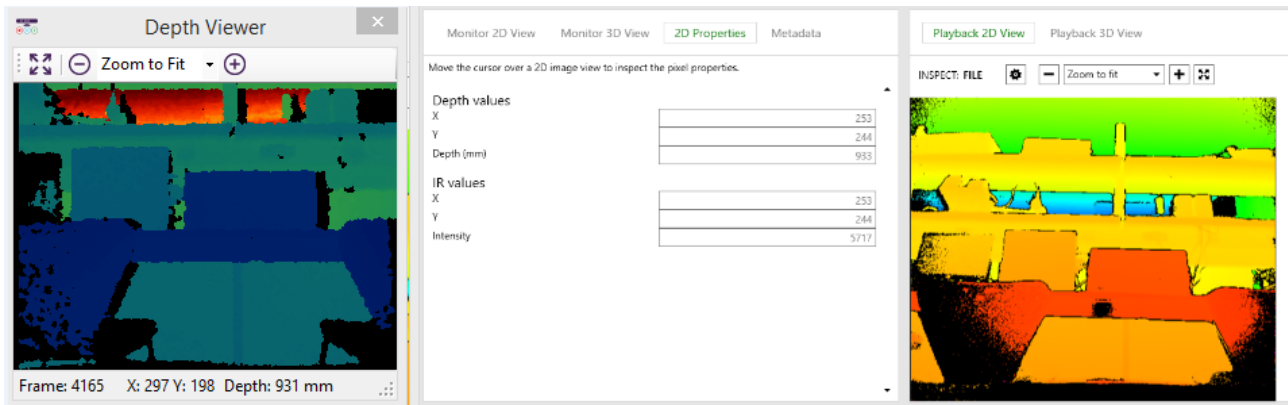 Depth Viewer
Zoom to Fit
Frame: 4165 X: 297 Y: 198 Depth: 931 mm
Monitor 2D View Monitor 3D View 2D Properties Metadata
Move the cursor over a 2D image view to inspect the pixel properties.
Depth values
X 253
Y 244
Depth (mm) 933
IR values
X 253
Y 244
Intensity 5717
Playback 2D View Playback 3D View
INSPECT: FILE Zoom to fit